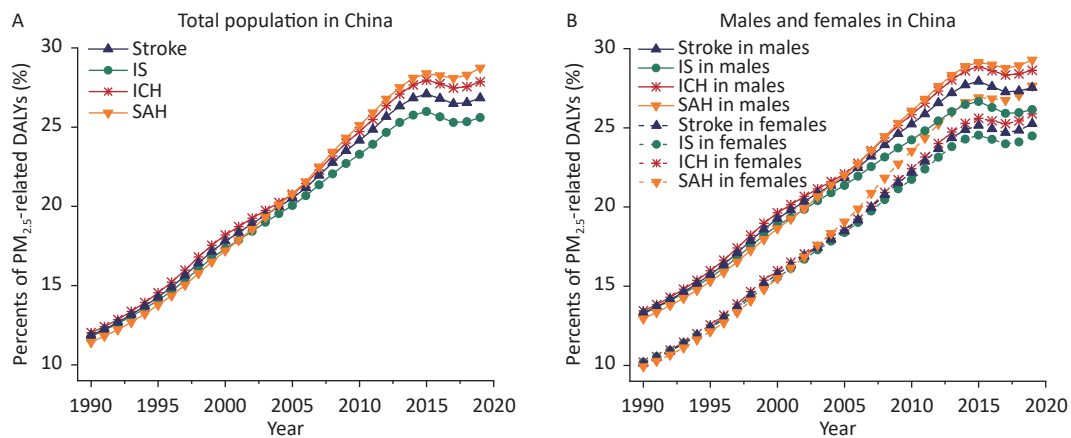 A
Total population in China
Percents of PM2.5-related DALYs (%)
30
25
20
15
10
Stroke
IS
ICH
SAH
1990 1995 2000 2005 2010 2015 2020
Year
B
Males and females in China
Percents of PM2.5-related DALYs (%)
30
25
20
15
10
Stroke in males
IS in males
ICH in males
SAH in males
Stroke in females
IS in females
ICH in females
SAH in females
1990 1995 2000 2005 2010 2015 2020
Year